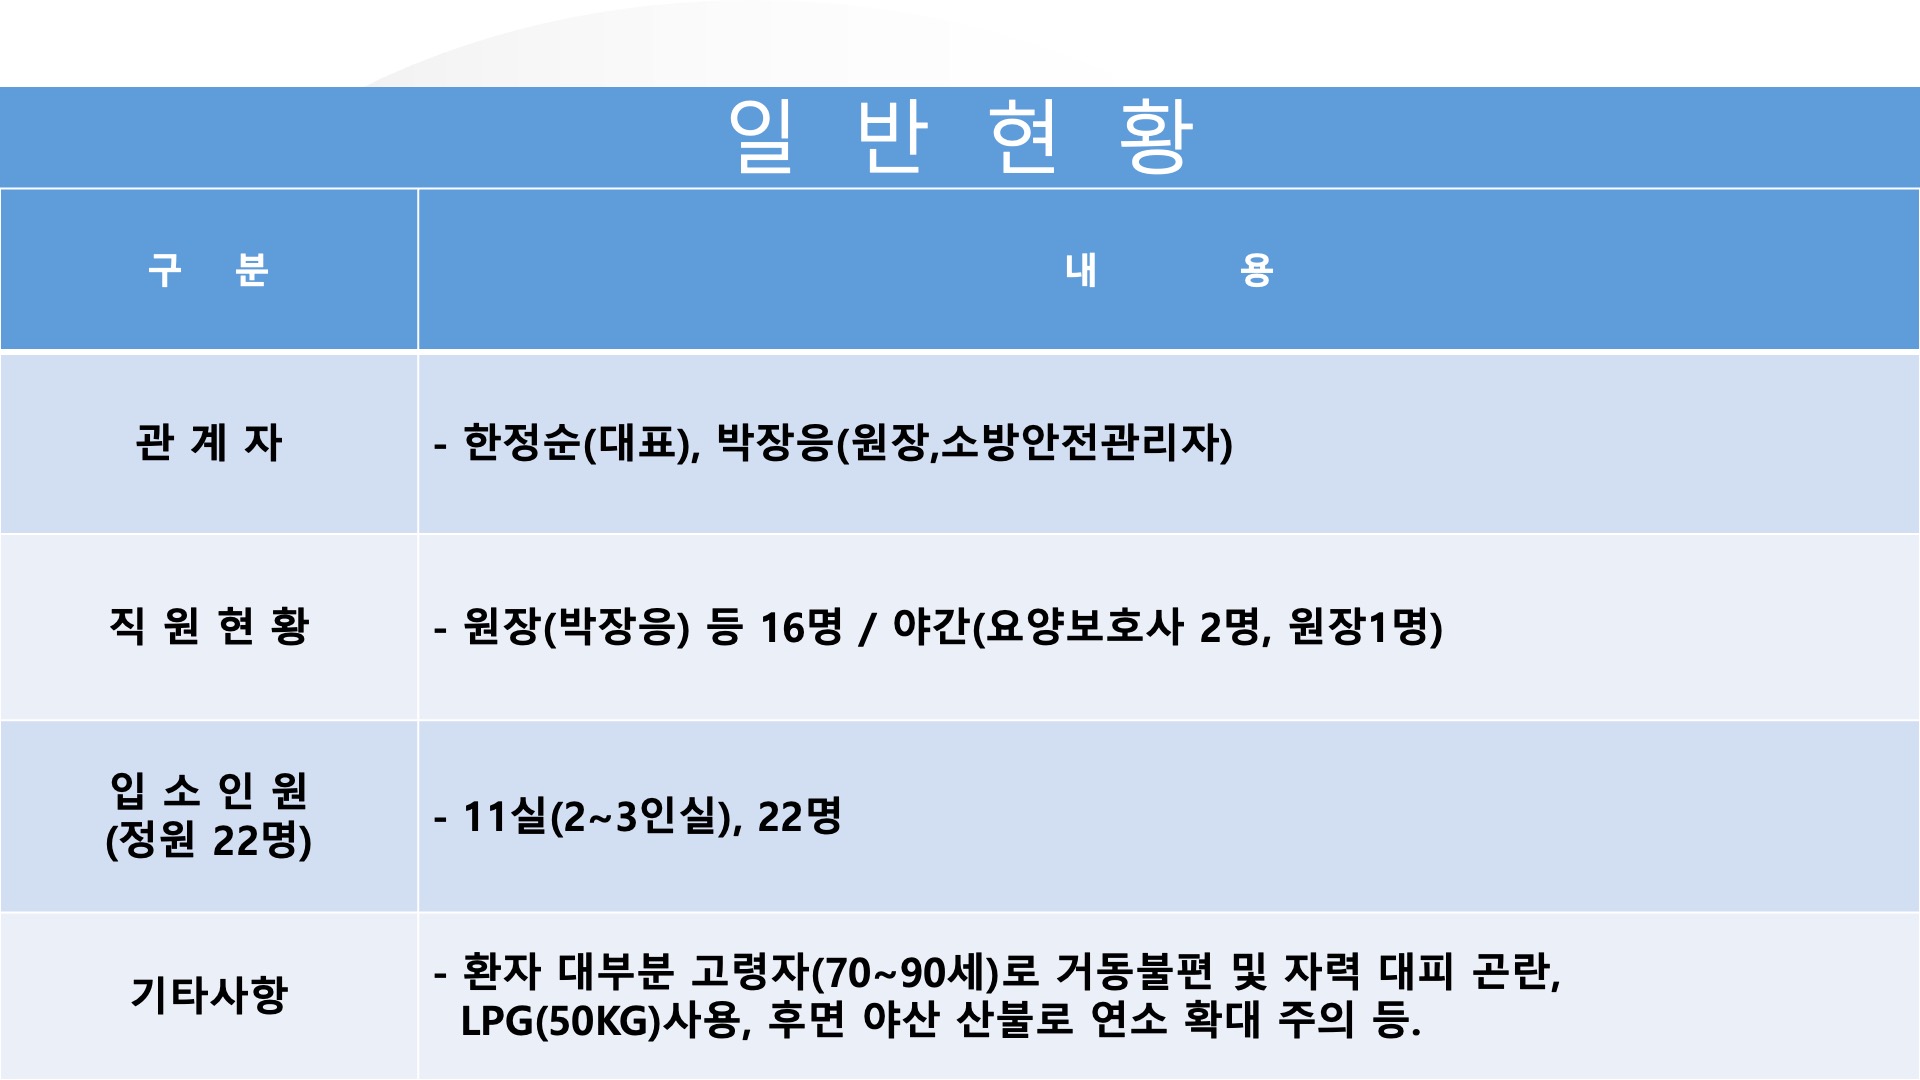 일 반 현 황
구 분
내 용
관 계 자
- 한정순(대표), 박장응(원장,소방안전관리자)
직 원 현 황
- 원장(박장응) 등 16명 / 야간(요양보호사 2명, 원장1명)
입 소 인 원
(정원 22명)
- 11실(2~3인실), 22명
기타사항
- 환자 대부분 고령자(70~90세)로 거동불편 및 자력 대피 곤란,
LPG(50KG)사용, 후면 야산 산불로 연소 확대 주의 등.